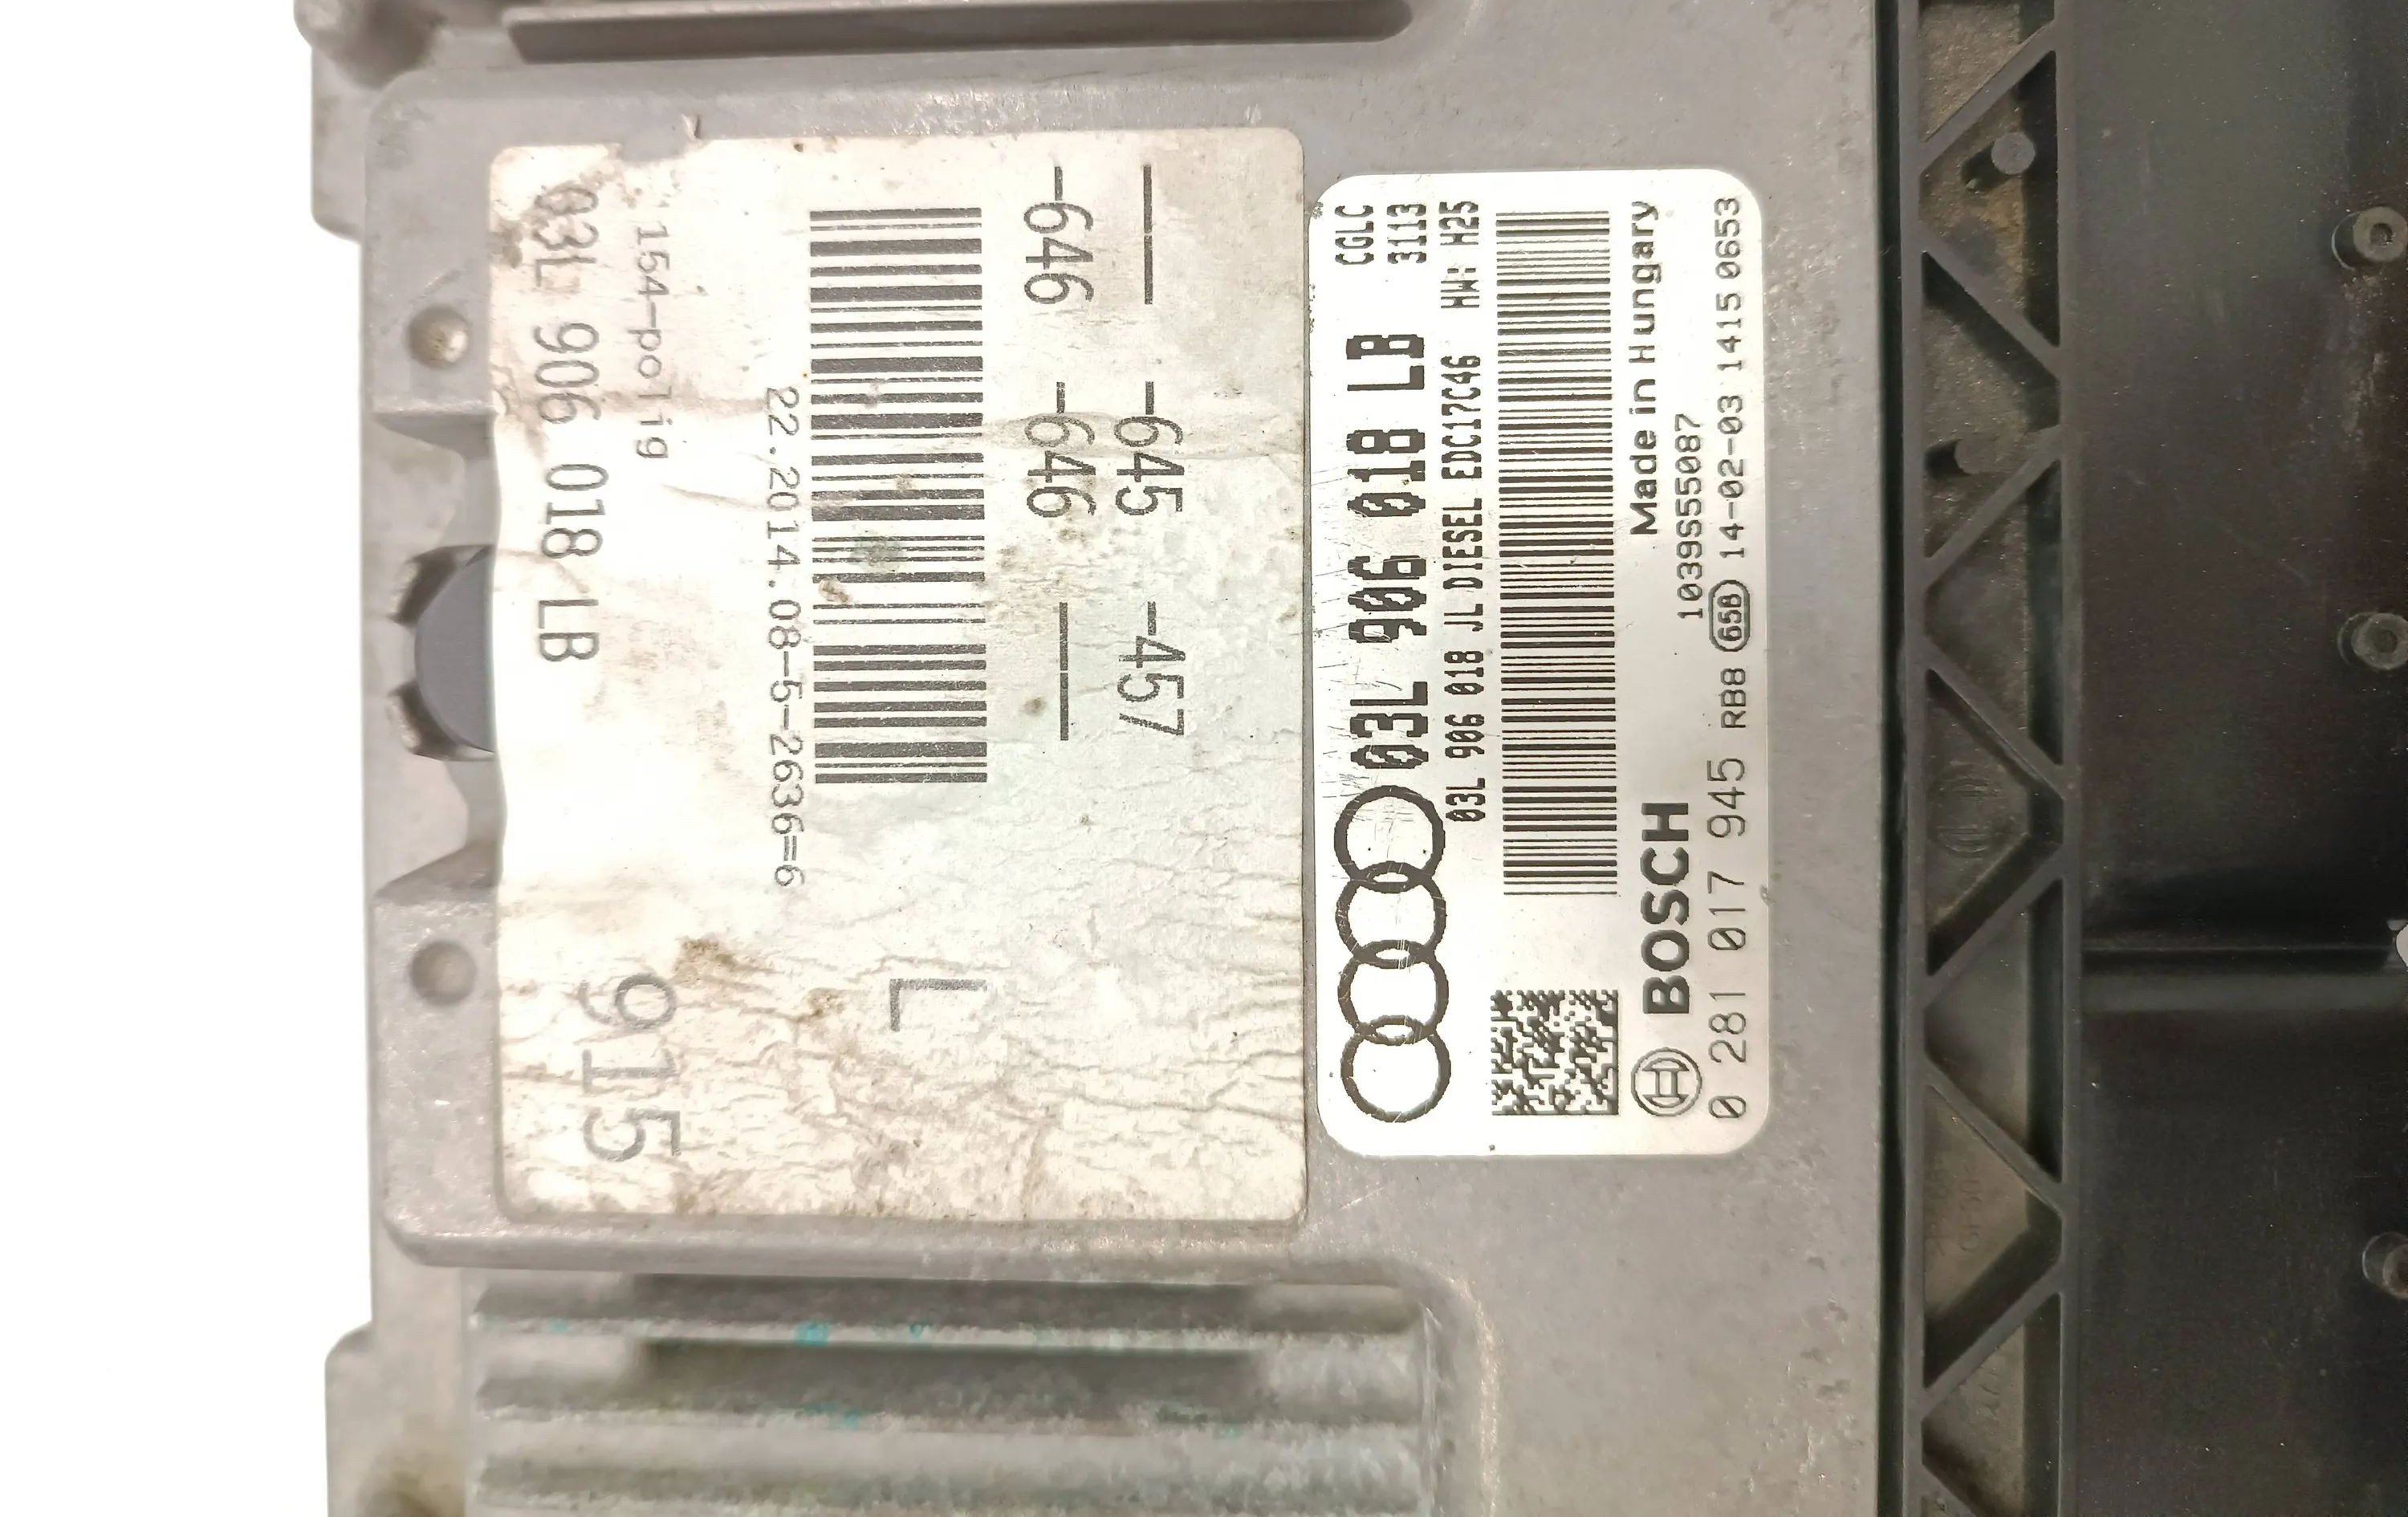 03L 906 018 LB
154-polig
915
22.2014.08-5-2636=6
L
-646 -646 ———
——— -645 -457
03L 906 018 LB CGLC
3113
03L 906 018 JL DIESEL EDC17C46 HW: H25
Made in Hungary
BOSCH
1039S55087
0 281 017 945 RB8 65B 14-02-03 1415 0653